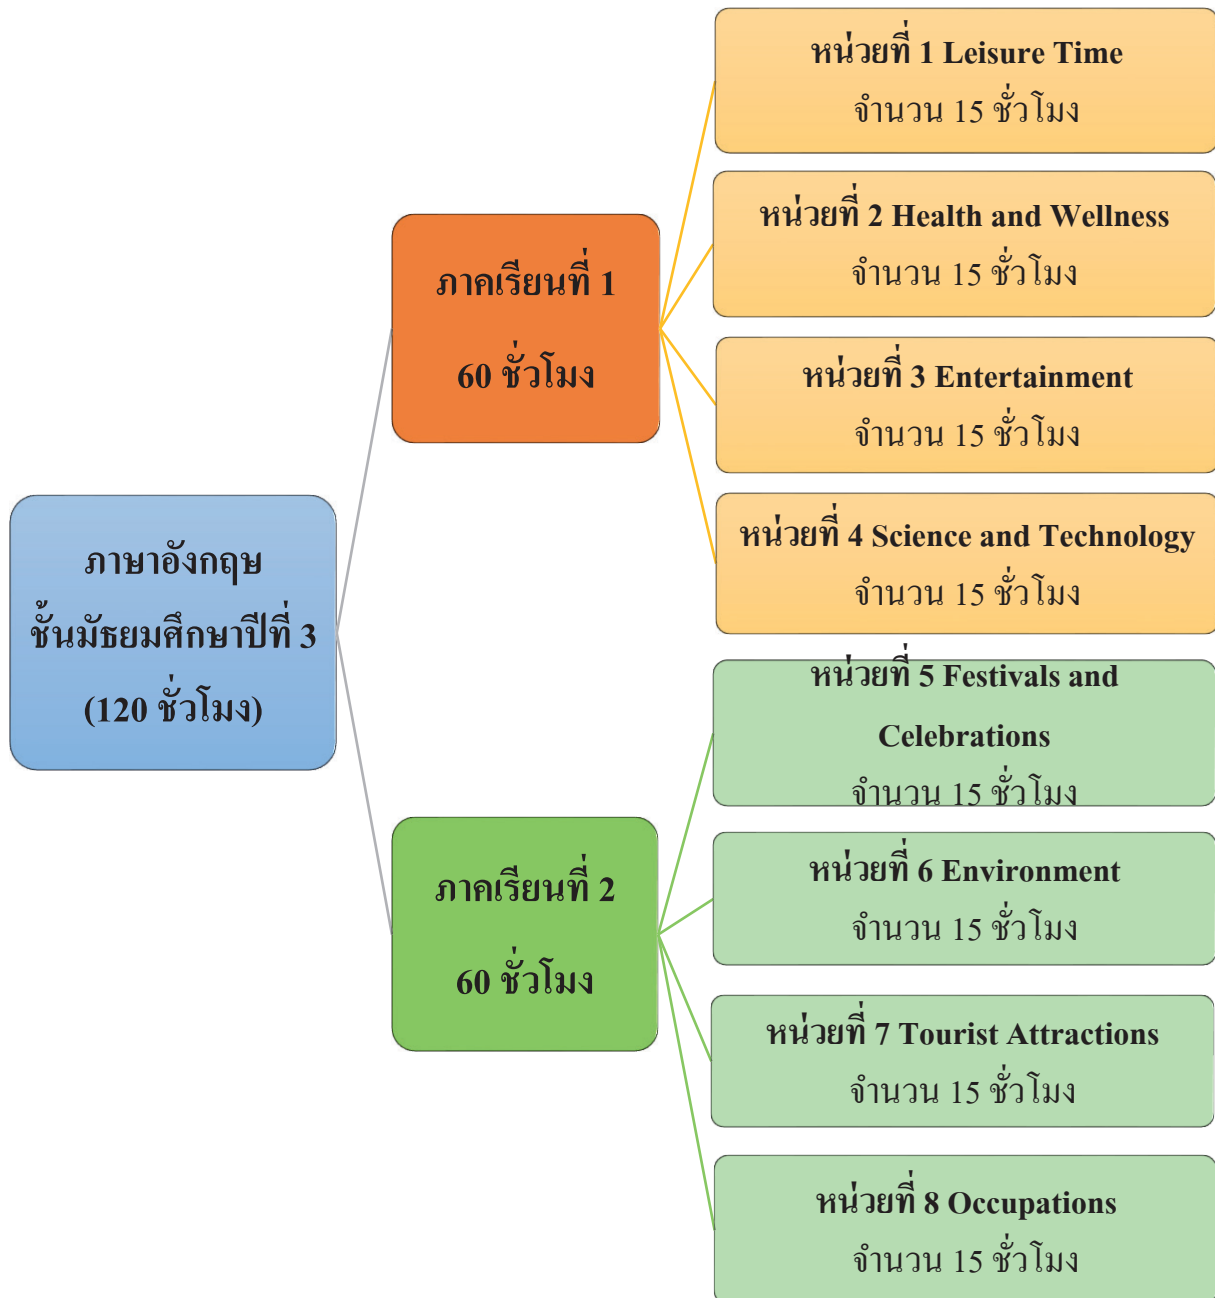 ภาษาอังกฤษ
ชั้นมัธยมศึกษาปีที่ 3
(120 ชั่วโมง)
ภาคเรียนที่ 1
60 ชั่วโมง
หน่วยที่ 1 Leisure Time
จำนวน 15 ชั่วโมง
หน่วยที่ 2 Health and Wellness
จำนวน 15 ชั่วโมง
หน่วยที่ 3 Entertainment
จำนวน 15 ชั่วโมง
หน่วยที่ 4 Science and Technology
จำนวน 15 ชั่วโมง
ภาคเรียนที่ 2
60 ชั่วโมง
หน่วยที่ 5 Festivals and
Celebrations
จำนวน 15 ชั่วโมง
หน่วยที่ 6 Environment
จำนวน 15 ชั่วโมง
หน่วยที่ 7 Tourist Attractions
จำนวน 15 ชั่วโมง
หน่วยที่ 8 Occupations
จำนวน 15 ชั่วโมง